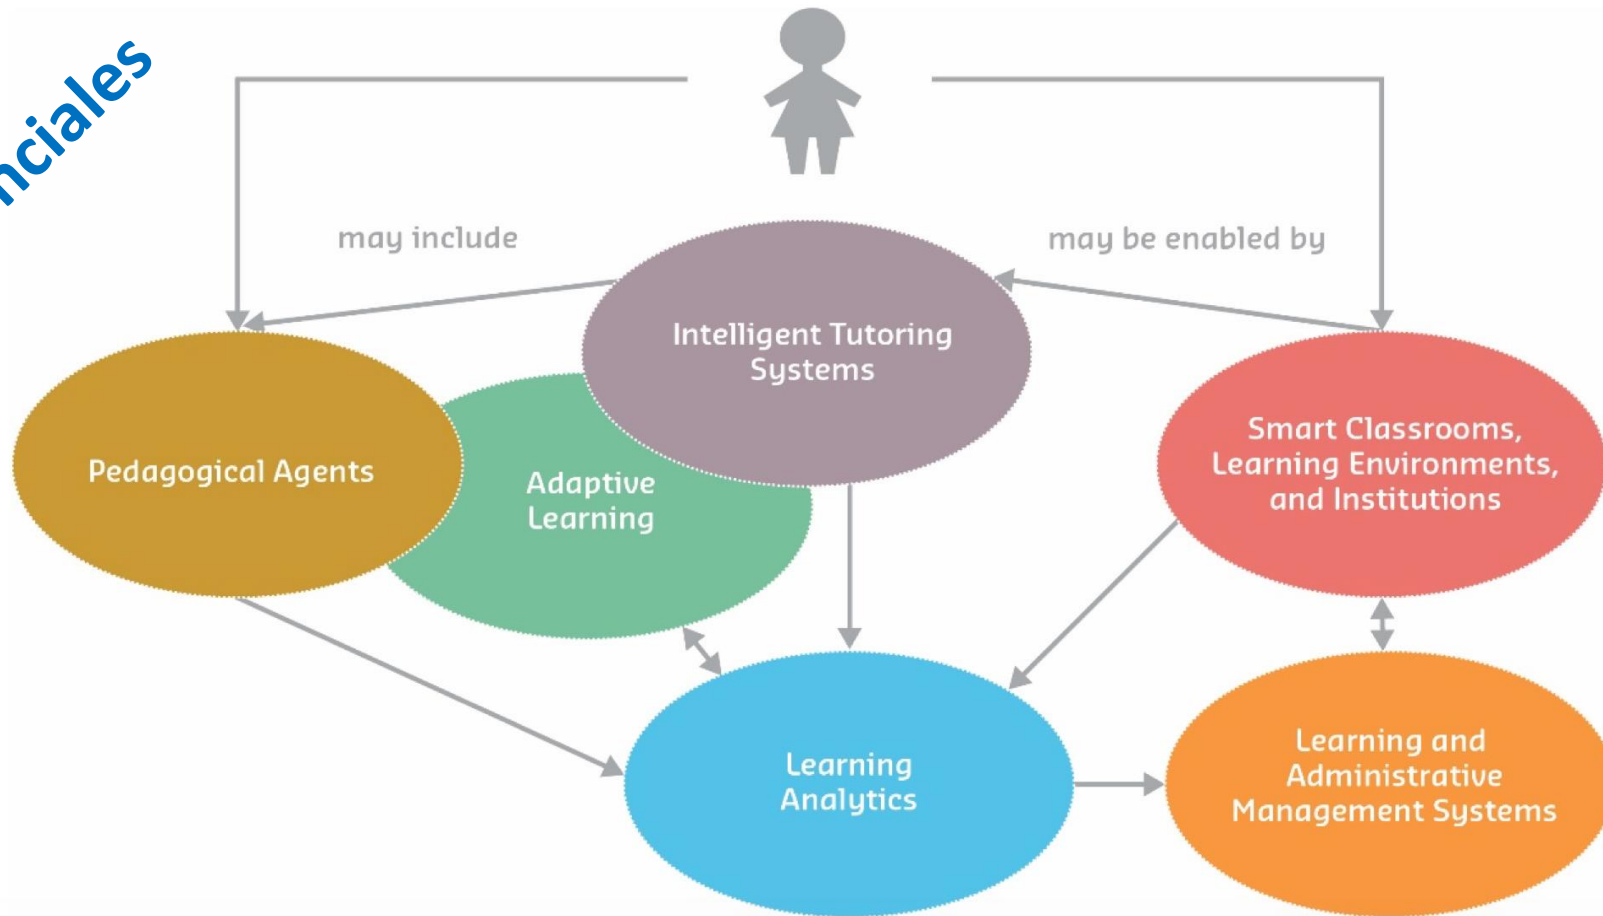 may include
may be enabled by
Intelligent Tutoring
Systems
Pedagogical Agents
Adaptive
Learning
Smart Classrooms,
Learning Environments,
and Institutions
Learning
Analytics
Learning and
Administrative
Management Systems